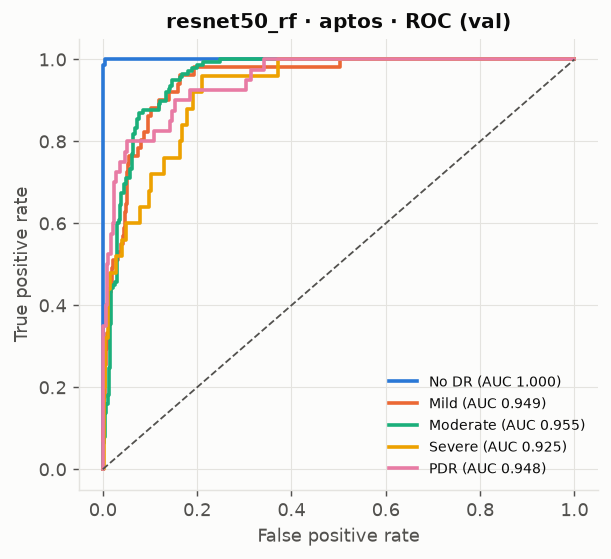 resnet50_rf · aptos · ROC (val)
True positive rate
1.0
0.8
0.6
0.4
0.2
0.0
No DR (AUC 1.000)
Mild (AUC 0.949)
Moderate (AUC 0.955)
Severe (AUC 0.925)
PDR (AUC 0.948)
0.0 0.2 0.4 0.6 0.8 1.0
False positive rate